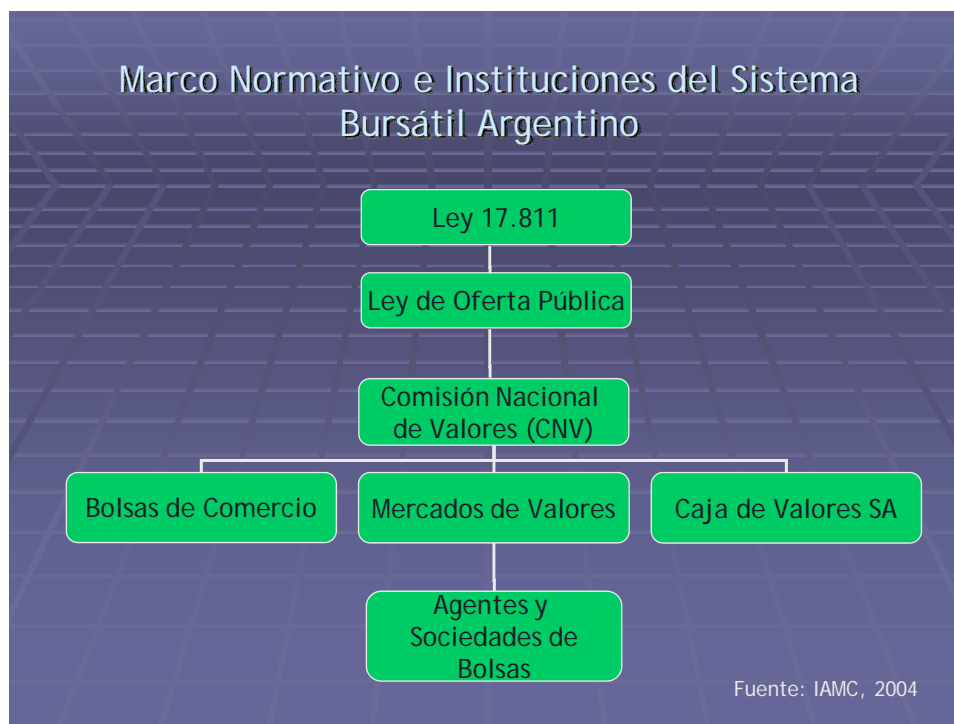 Marco Normativo e Instituciones del Sistema
Bursátil Argentino
Ley 17.811
Ley de Oferta Pública
Comisión Nacional
de Valores (CNV)
Bolsas de Comercio
Mercados de Valores
Caja de Valores SA
Agentes y
Sociedades de
Bolsas
Fuente: IAMC, 2004